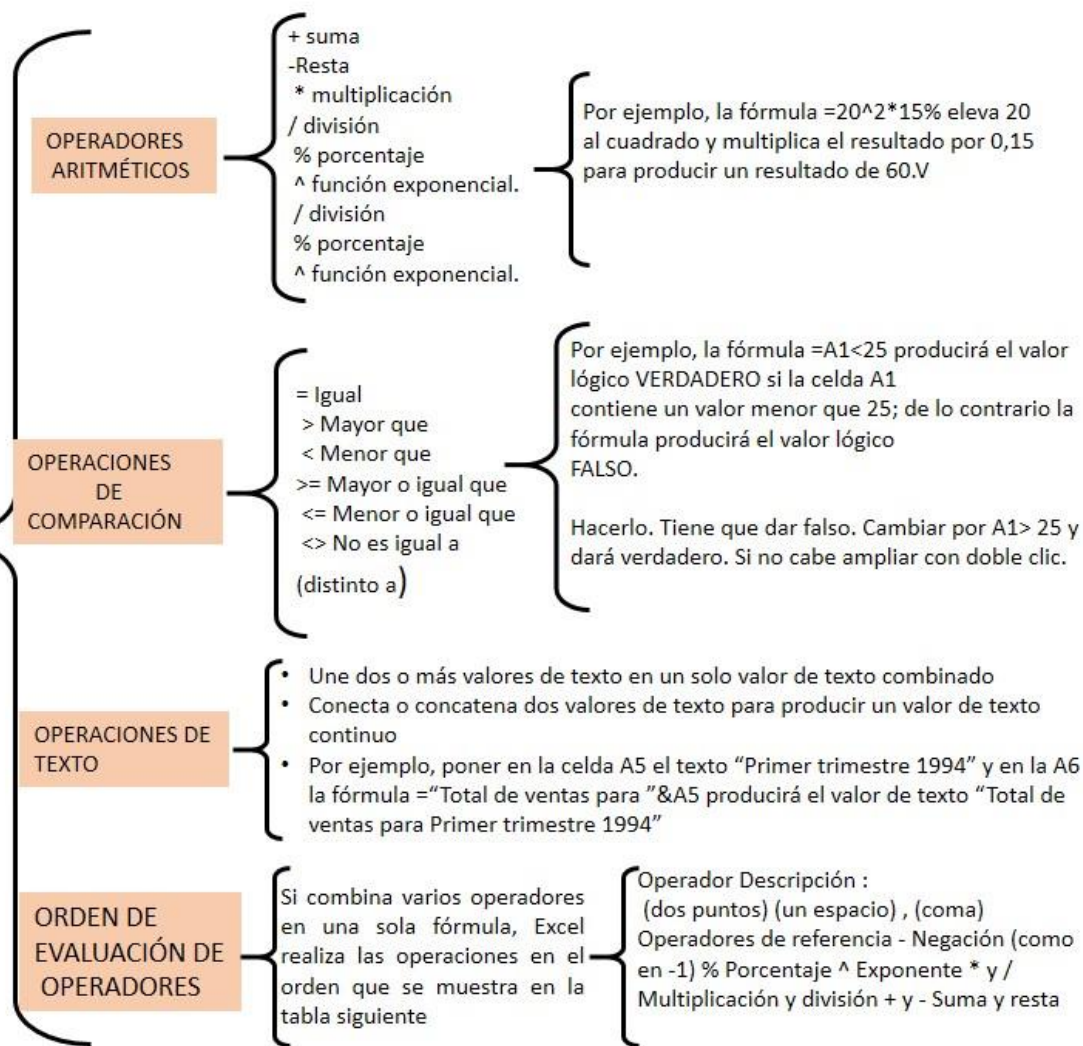 OPERADORES
ARITMÉTICOS
+ suma
-Resta
* multiplicación
/ división
% porcentaje
^ función exponencial.
/ división
% porcentaje
^ función exponencial.
Por ejemplo, la fórmula =20^2*15% eleva 20
al cuadrado y multiplica el resultado por 0,15
para producir un resultado de 60.V
OPERACIONES
DE
COMPARACIÓN
= Igual
> Mayor que
< Menor que
>= Mayor o igual que
<= Menor o igual que
<> No es igual a
(distinto a)
Por ejemplo, la fórmula =A1<25 producirá el valor
lógico VERDADERO si la celda A1
contiene un valor menor que 25; de lo contrario la
fórmula producirá el valor lógico
FALSO.
Hacerlo. Tiene que dar falso. Cambiar por A1> 25 y
dará verdadero. Si no cabe ampliar con doble clic.
OPERACIONES DE
TEXTO
• Une dos o más valores de texto en un solo valor de texto combinado
• Conecta o concatena dos valores de texto para producir un valor de texto
continuo
• Por ejemplo, poner en la celda A5 el texto “Primer trimestre 1994” y en la A6
la fórmula =“Total de ventas para ”&A5 producirá el valor de texto “Total de
ventas para Primer trimestre 1994”
ORDEN DE
EVALUACIÓN DE
OPERADORES
Si combina varios operadores
en una sola fórmula, Excel
realiza las operaciones en el
orden que se muestra en la
tabla siguiente
Operador Descripción :
(dos puntos) (un espacio) , (coma)
Operadores de referencia - Negación (como
en -1) % Porcentaje ^ Exponente * y /
Multiplicación y división + y - Suma y resta